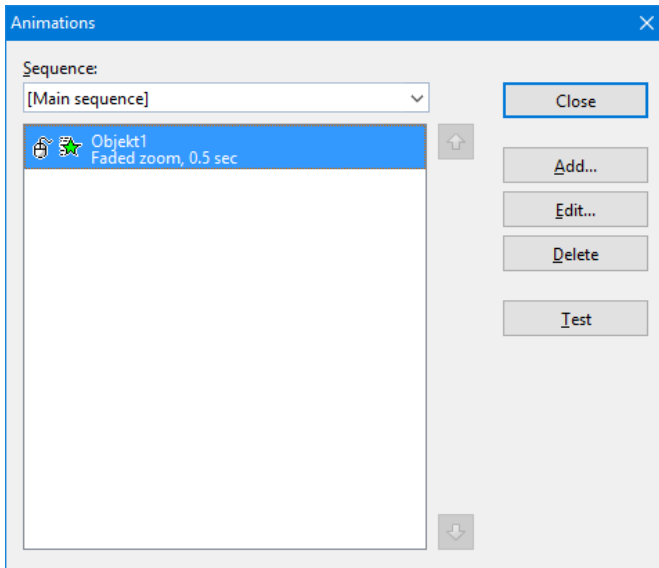 Animations
Sequence:
[Main sequence]
Close
Objekt1
Faded zoom, 0.5 sec
Add...
Edit...
Delete
Test